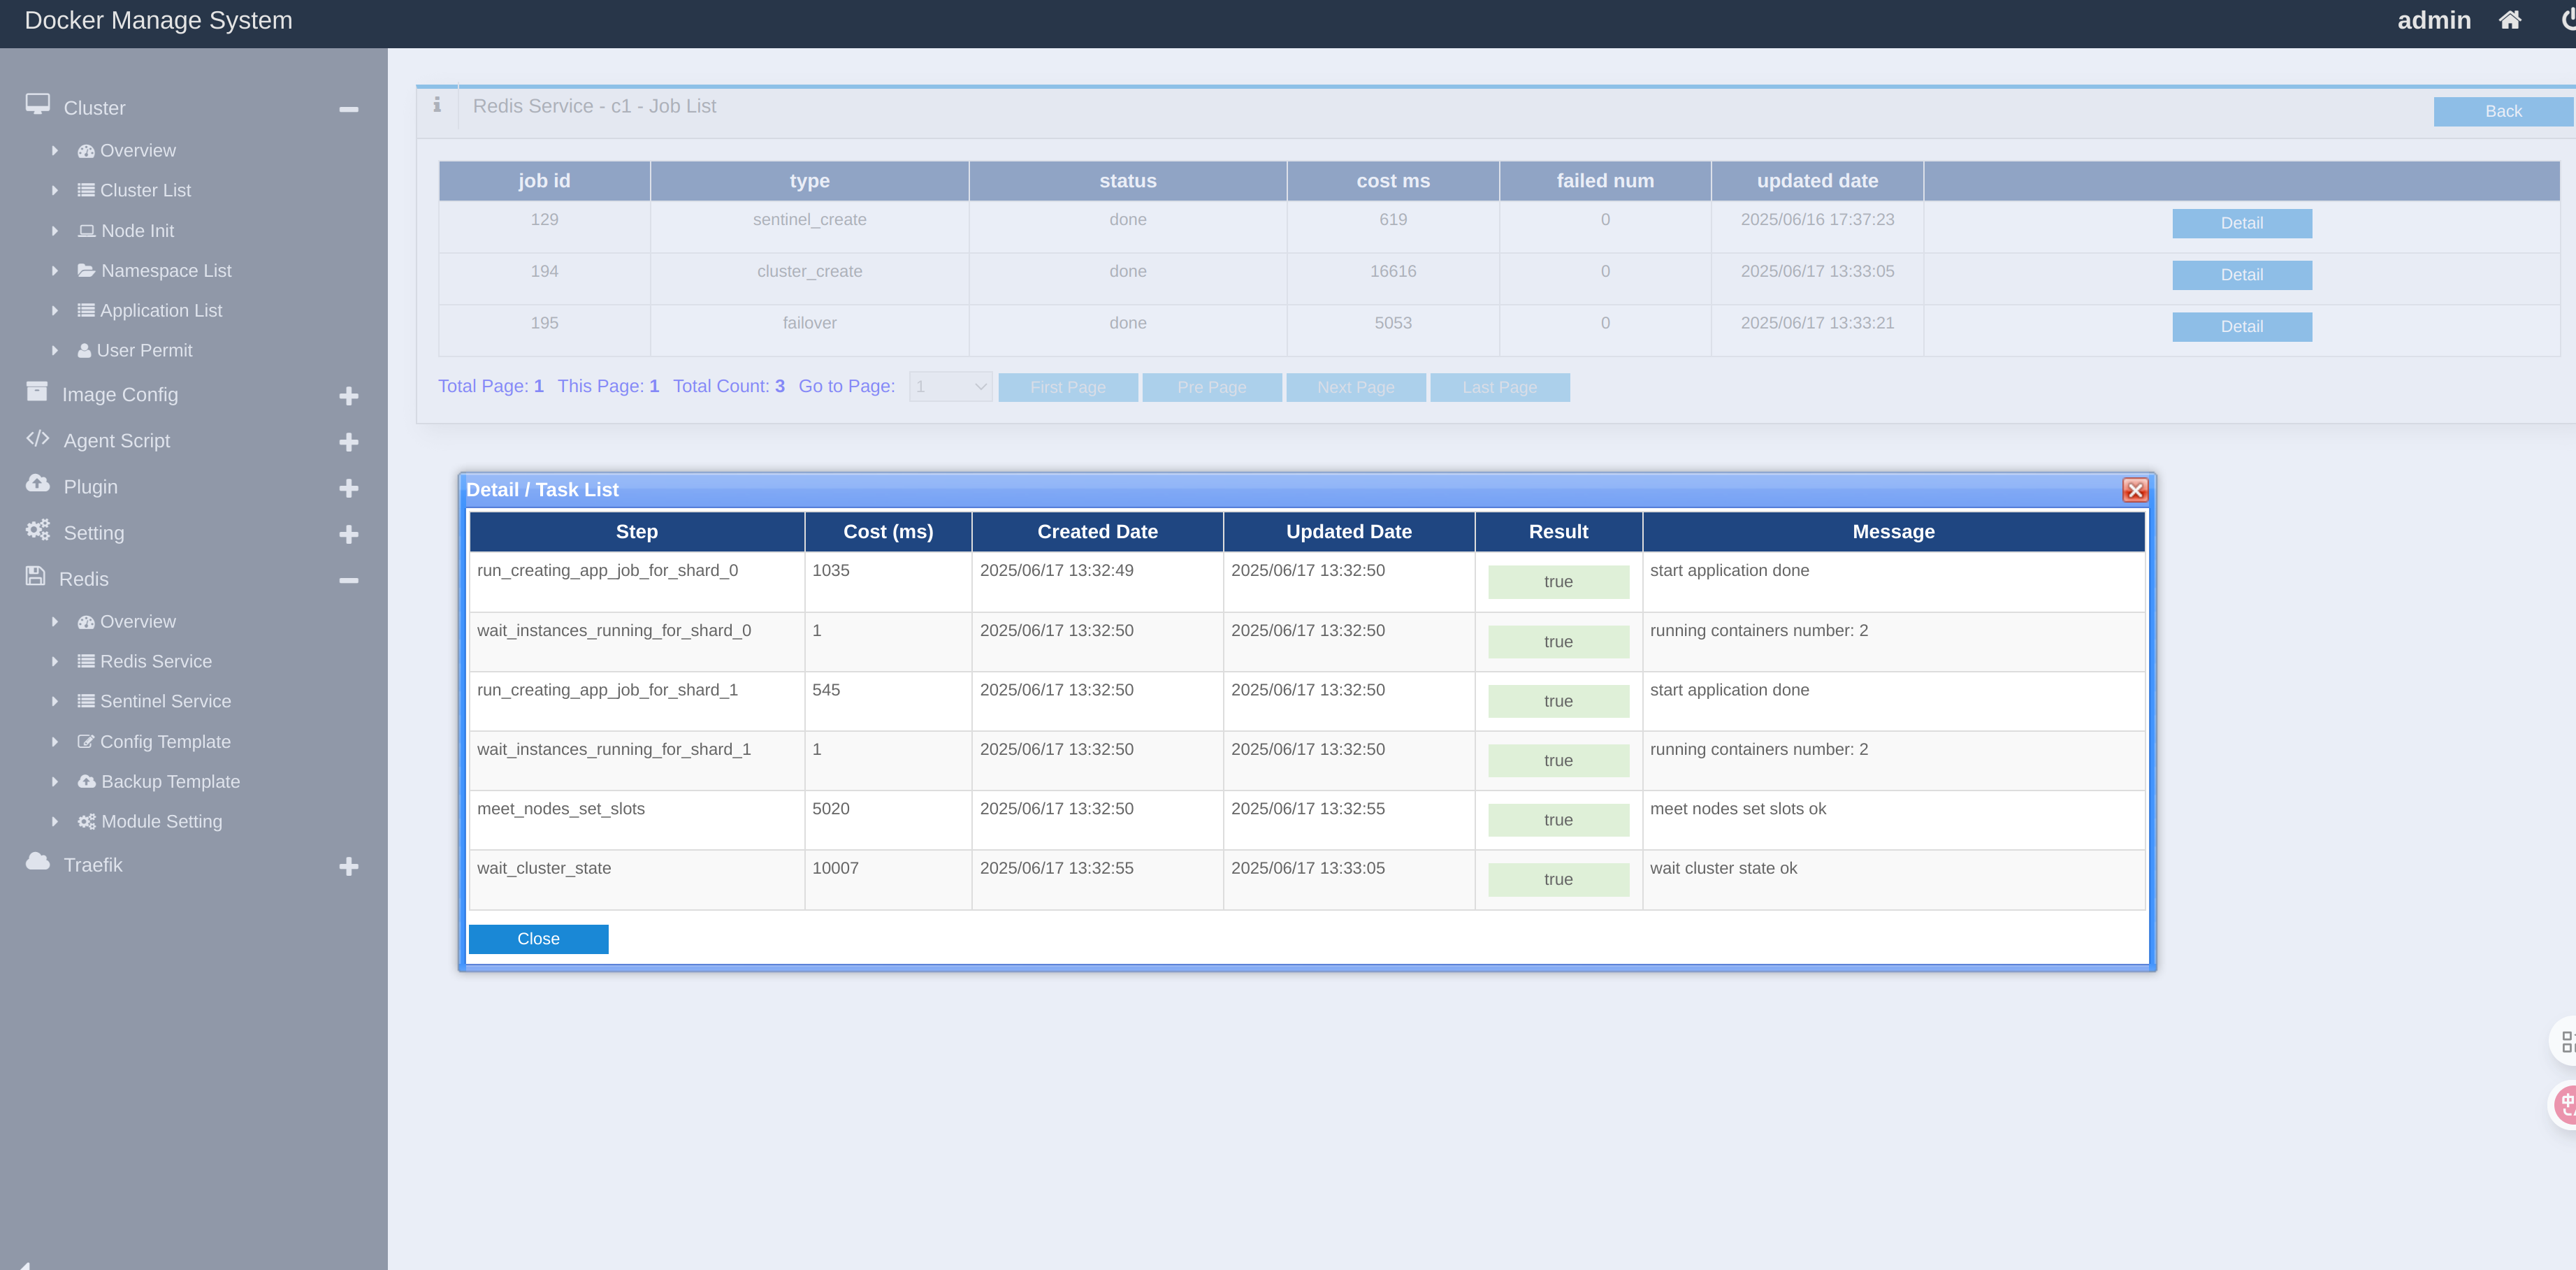 Docker Manage System
admin
Cluster
Overview
Cluster List
Node Init
Namespace List
Application List
User Permit
Image Config
Agent Script
Plugin
Setting
Redis
Overview
Redis Service
Sentinel Service
Config Template
Backup Template
Module Setting
Traefik
Redis Service - c1 - Job List
Back
job id type status cost ms failed num updated date
129 sentinel_create done 619 0 2025/06/16 17:37:23 Detail
194 cluster_create done 16616 0 2025/06/17 13:33:05 Detail
195 failover done 5053 0 2025/06/17 13:33:21 Detail
Total Page: 1 This Page: 1 Total Count: 3 Go to Page: 1 First Page Pre Page Next Page Last Page
Detail / Task List
Step Cost (ms) Created Date Updated Date Result Message
run_creating_app_job_for_shard_0 1035 2025/06/17 13:32:49 2025/06/17 13:32:50 true start application done
wait_instances_running_for_shard_0 1 2025/06/17 13:32:50 2025/06/17 13:32:50 true running containers number: 2
run_creating_app_job_for_shard_1 545 2025/06/17 13:32:50 2025/06/17 13:32:50 true start application done
wait_instances_running_for_shard_1 1 2025/06/17 13:32:50 2025/06/17 13:32:50 true running containers number: 2
meet_nodes_set_slots 5020 2025/06/17 13:32:50 2025/06/17 13:32:55 true meet nodes set slots ok
wait_cluster_state 10007 2025/06/17 13:32:55 2025/06/17 13:33:05 true wait cluster state ok
Close